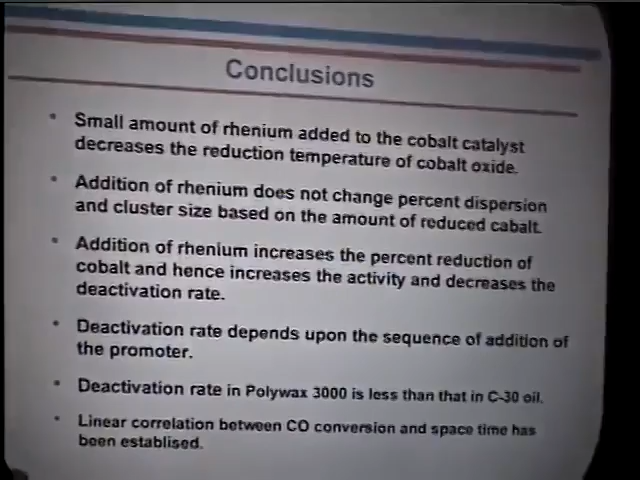 Conclusions
• Small amount of rhenium added to the cobalt catalyst
decreases the reduction temperature of cobalt oxide.
• Addition of rhenium does not change percent dispersion
and cluster size based on the amount of reduced cabalt.
• Addition of rhenium increases the percent reduction of
cobalt and hence increases the activity and decreases the
deactivation rate.
• Deactivation rate depends upon the sequence of addition of
the promoter.
• Deactivation rate in Polywax 3000 is less than that in C-30 oil.
• Linear correlation between CO conversion and space time has
been establised.